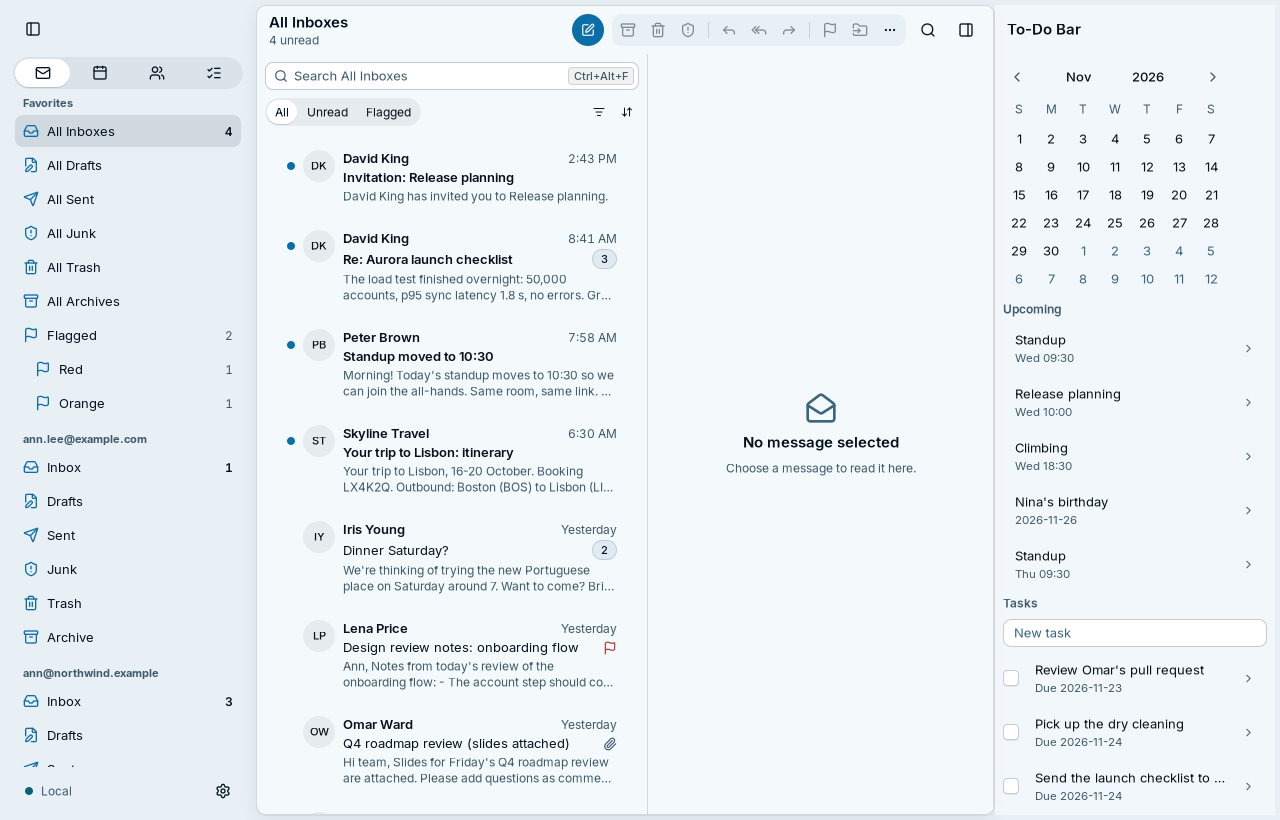 Favorites
All Inboxes 4
All Drafts
All Sent
All Junk
All Trash
All Archives
Flagged 2
Red 1
Orange 1
ann.lee@example.com
Inbox 1
Drafts
Sent
Junk
Trash
Archive
ann@northwind.example
Inbox 3
Drafts
Local
All Inboxes
4 unread
Search All Inboxes Ctrl+Alt+F
All Unread Flagged
DK David King 2:43 PM
Invitation: Release planning
David King has invited you to Release planning.
DK David King 8:41 AM
Re: Aurora launch checklist 3
The load test finished overnight: 50,000
accounts, p95 sync latency 1.8 s, no errors. Gr...
PB Peter Brown 7:58 AM
Standup moved to 10:30
Morning! Today's standup moves to 10:30 so we
can join the all-hands. Same room, same link. ...
ST Skyline Travel 6:30 AM
Your trip to Lisbon: itinerary
Your trip to Lisbon, 16-20 October. Booking
LX4K2Q. Outbound: Boston (BOS) to Lisbon (LI...
IY Iris Young Yesterday
Dinner Saturday? 2
We're thinking of trying the new Portuguese
place on Saturday around 7. Want to come? Bri...
LP Lena Price Yesterday
Design review notes: onboarding flow
Ann, Notes from today's review of the
onboarding flow: - The account step should co...
OW Omar Ward Yesterday
Q4 roadmap review (slides attached)
Hi team, Slides for Friday's Q4 roadmap review
are attached. Please add questions as comme...
No message selected
Choose a message to read it here.
To-Do Bar
Nov 2026
S M T W T F S
1 2 3 4 5 6 7
8 9 10 11 12 13 14
15 16 17 18 19 20 21
22 23 24 25 26 27 28
29 30 1 2 3 4 5
6 7 8 9 10 11 12
Upcoming
Standup
Wed 09:30
Release planning
Wed 10:00
Climbing
Wed 18:30
Nina's birthday
2026-11-26
Standup
Thu 09:30
Tasks
New task
Review Omar's pull request
Due 2026-11-23
Pick up the dry cleaning
Due 2026-11-24
Send the launch checklist to ...
Due 2026-11-24